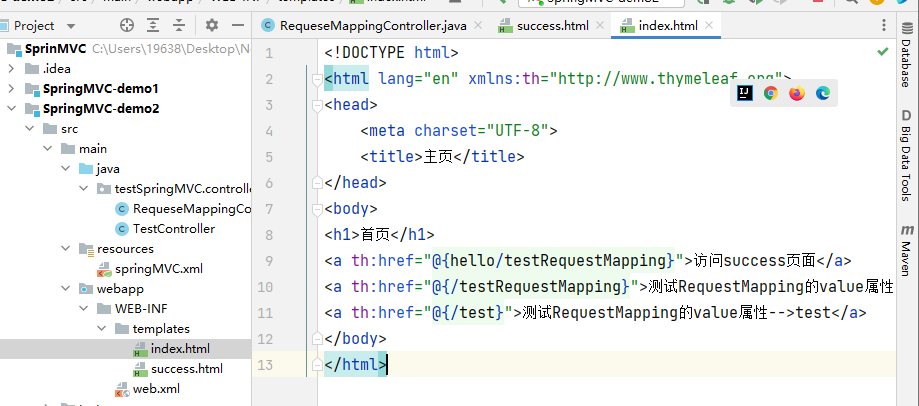 Project
RequeseMappingController.java
success.html
index.html
SprinMVC C:\Users\19638\Desktop\N
.idea
SpringMVC-demo1
SpringMVC-demo2
src
main
java
testSpringMVC.controlle
RequeseMappingCo
TestController
resources
springMVC.xml
webapp
WEB-INF
templates
index.html
success.html
web.xml
1 <!DOCTYPE html>
2 <html lang="en" xmlns:th="http://www.thymeleaf.org">
3 <head>
4 <meta charset="UTF-8">
5 <title>主页</title>
6 </head>
7 <body>
8 <h1>首页</h1>
9 <a th:href="@{hello/testRequestMapping}">访问success页面</a>
10 <a th:href="@{/testRequestMapping}">测试RequestMapping的value属性
11 <a th:href="@{/test}">测试RequestMapping的value属性-->test</a>
12 </body>
13 </html>
Database
D Big Data Tools
m Maven